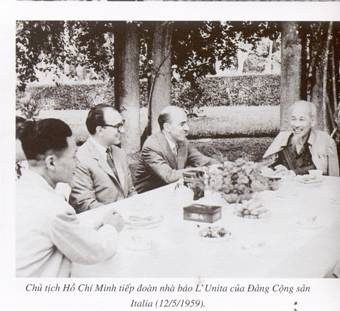 Chủ tịch Hồ Chí Minh tiếp đoàn nhà báo L’ Unita của Đảng Cộng sản
Italia (12/5/1959).